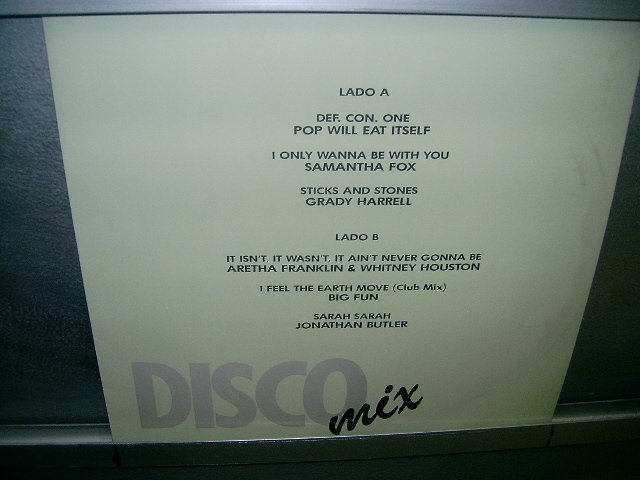 LADO A
DEF. CON. ONE
POP WILL EAT ITSELF
I ONLY WANNA BE WITH YOU
SAMANTHA FOX
STICKS AND STONES
GRADY HARRELL
LADO B
IT ISN'T, IT WASN'T, IT AIN'T NEVER GONNA BE
ARETHA FRANKLIN & WHITNEY HOUSTON
I FEEL THE EARTH MOVE (Club Mix)
BIG FUN
SARAH SARAH
JONATHAN BUTLER
DISCO
mix